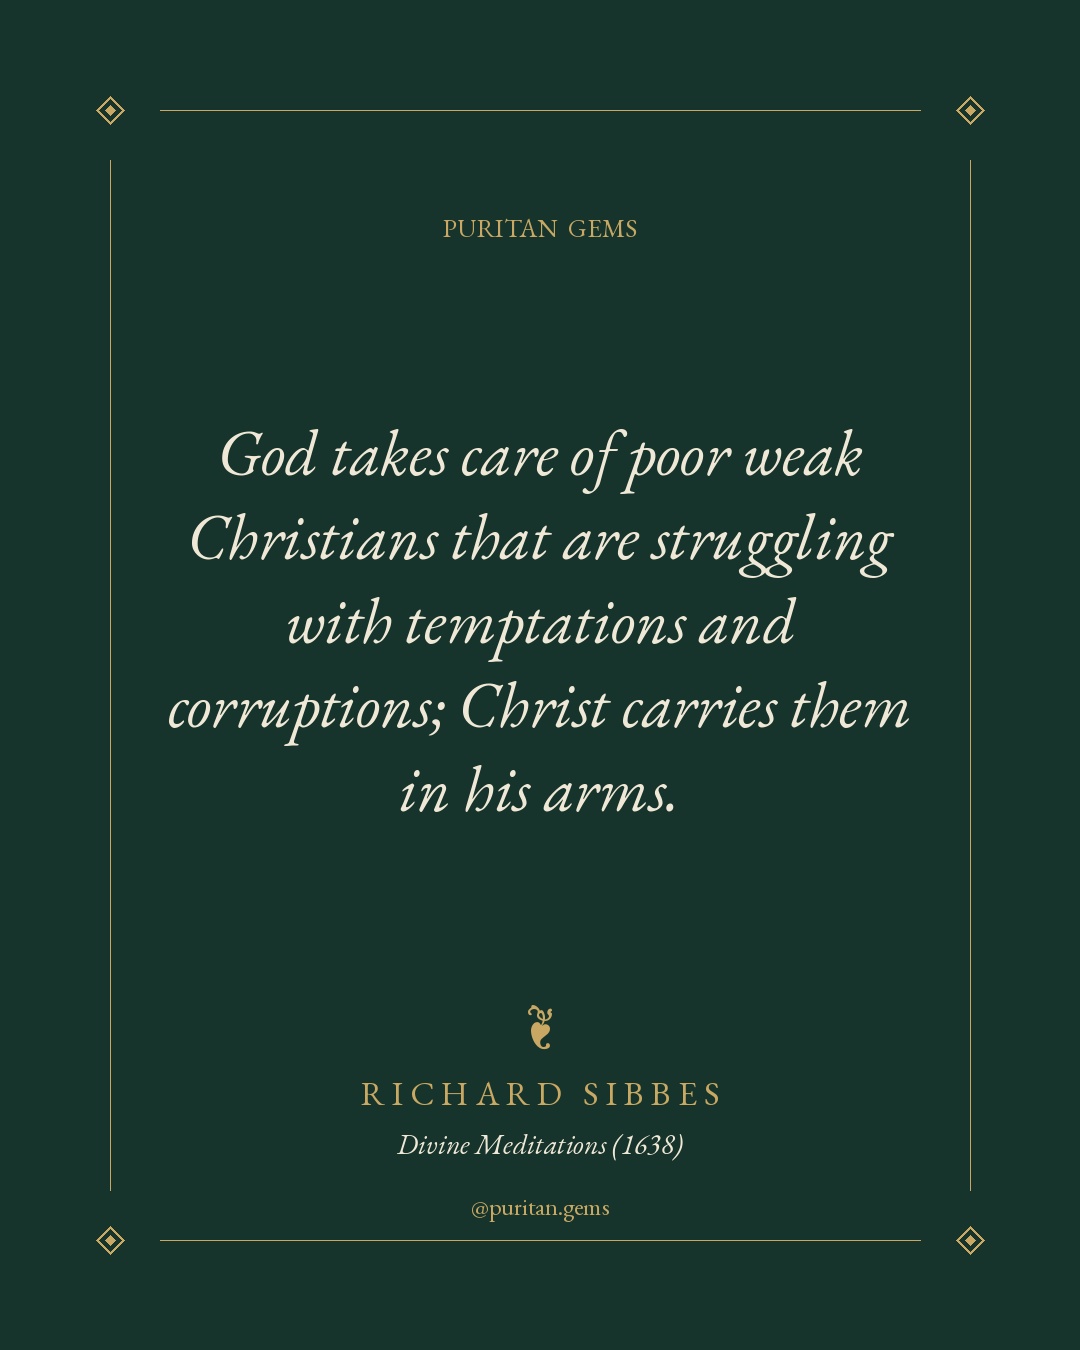 PURITAN GEMS
God takes care of poor weak
Christians that are struggling
with temptations and
corruptions; Christ carries them
in his arms.
RICHARD SIBBES
Divine Meditations (1638)
@puritan.gems